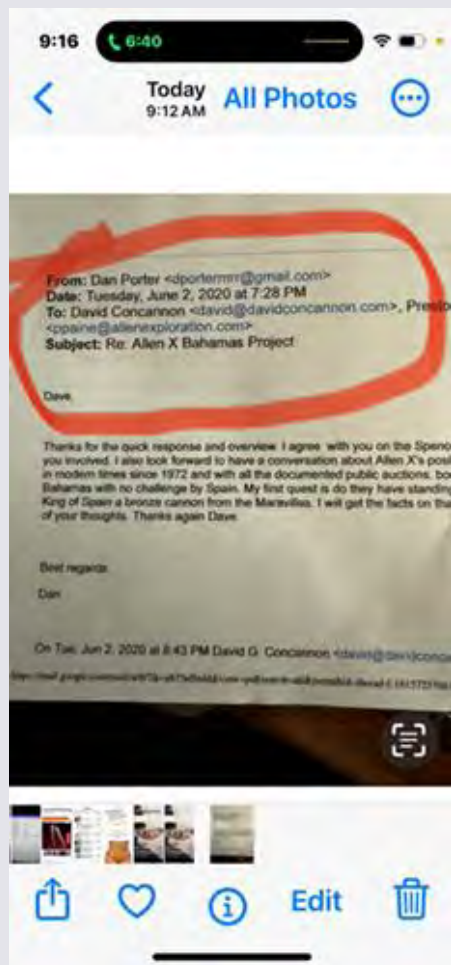 9:16
6:40
Today
9:12 AM
All Photos
From: Dan Porter <dportermrr@gmail.com>
Date: Tuesday, June 2, 2020 at 7:28 PM
To: David Concannon <david@davidconcannon.com>, Presto
<ppaine@allenexploration.com>
Subject: Re: Allen X Bahamas Project
Dave,
Thanks for the quick response and overview. I agree with you on the Spenc
you involved. I also look forward to have a conversation about Allen X's posi
in modern times since 1972 and with all the documented public auctions, boo
Bahamas with no challenge by Spain. My first quest is do they have standing
King of Spain a bronze cannon from the Maravillas. I will get the facts on tha
of your thoughts. Thanks again Dave.
Best regards
Dan
On Tue, Jun 2, 2020 at 6:43 PM David G. Concannon <david@davidconca
Edit